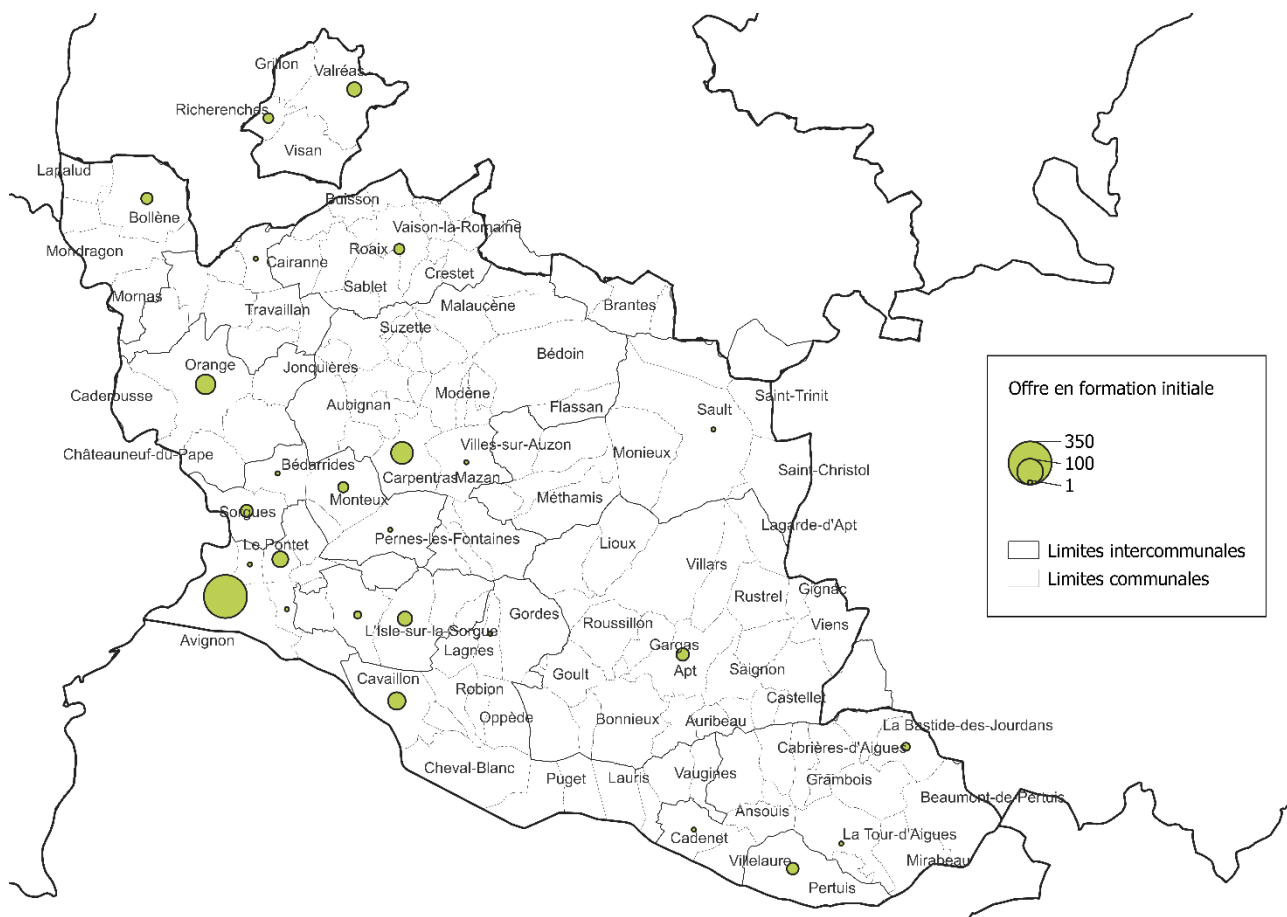 Grillon
Valréas
Richerenches
Visan
Lapalud
Bollène
Mondragon
Mornas
Buisson
Vaison-la-Romaine
Roaix
Cairanne
Crestet
Sablet
Travaillan
Malaucène
Brantes
Suzette
Bédoin
Orange
Jonquières
Caderousse
Modène
Aubignan
Flassan
Sault
Saint-Trinit
Châteauneuf-du-Pape
Villes-sur-Auzon
Monieux
Bédarrides
Carpentras
Mazan
Saint-Christol
Monteux
Méthamis
Sorgues
Lagarde-d'Apt
Pernes-les-Fontaines
Lioux
Le Pontet
Villars
Gignac
Rustrel
Gordes
Roussillon
Viens
Avignon
L'Isle-sur-la-Sorgue
Lagnes
Gargas
Apt
Saignon
Goult
Cavaillon
Robion
Castellet
Oppède
Bonnieux
Auribeau
La Bastide-des-Jourdans
Cabrières-d'Aigues
Cheval-Blanc
Puget
Lauris
Vaugines
Grambois
Beaumont-de-Pertuis
Ansouis
Cadenet
La Tour-d'Aigues
Villelaure
Mirabeau
Pertuis
Offre en formation initiale
350
100
1
Limites intercommunales
Limites communales